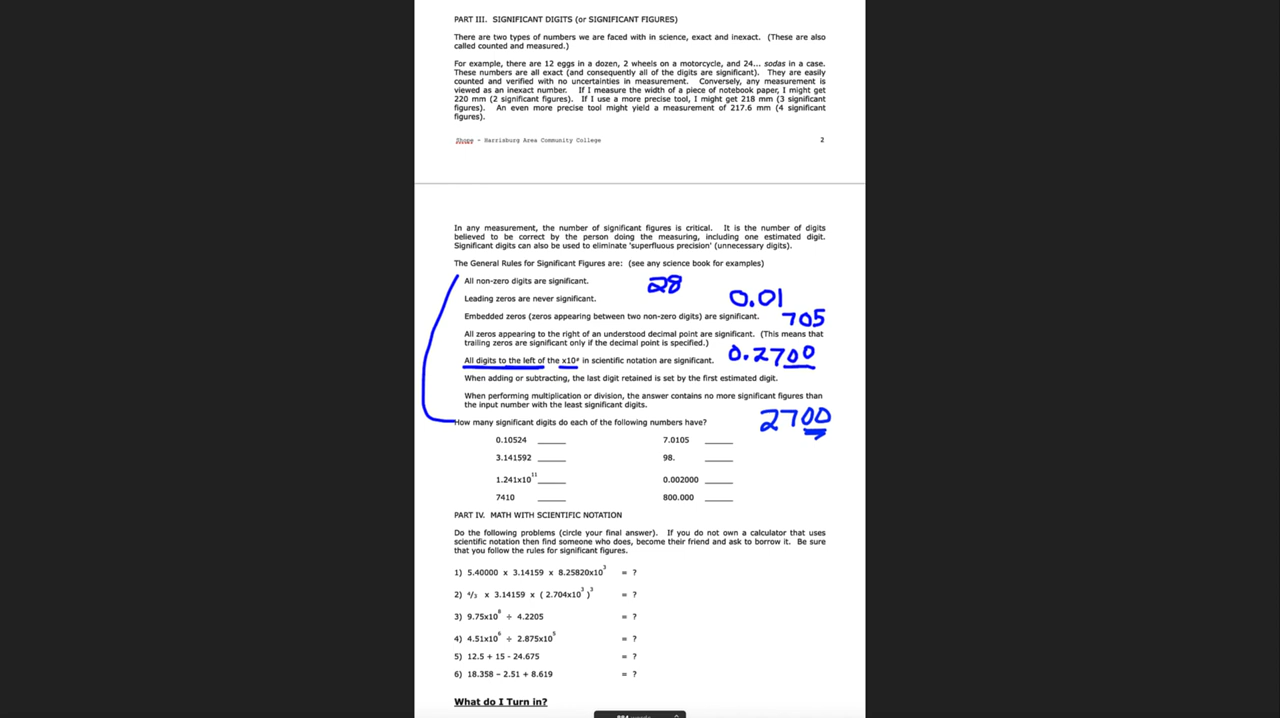 PART III. SIGNIFICANT DIGITS (or SIGNIFICANT FIGURES)
There are two types of numbers we are faced with in science, exact and inexact. (These are also
called counted and measured.)
For example, there are 12 eggs in a dozen, 2 wheels on a motorcycle, and 24... sodas in a case.
These numbers are all exact (and consequently all of the digits are significant). They are easily
counted and verified with no uncertainties in measurement. Conversely, any measurement is
viewed as an inexact number. If I measure the width of a piece of notebook paper, I might get
220 mm (2 significant figures). If I use a more precise tool, I might get 218 mm (3 significant
figures). An even more precise tool might yield a measurement of 217.6 mm (4 significant
figures).
Shope - Harrisburg Area Community College 2
In any measurement, the number of significant figures is critical. It is the number of digits
believed to be correct by the person doing the measuring, including one estimated digit.
Significant digits can also be used to eliminate 'superfluous precision' (unnecessary digits).
The General Rules for Significant Figures are: (see any science book for examples)
All non-zero digits are significant. 28
Leading zeros are never significant. 0.01
Embedded zeros (zeros appearing between two non-zero digits) are significant. 705
All zeros appearing to the right of an understood decimal point are significant. (This means that
trailing zeros are significant only if the decimal point is specified.)
All digits to the left of the x10ˣ in scientific notation are significant. 0.2700
When adding or subtracting, the last digit retained is set by the first estimated digit.
When performing multiplication or division, the answer contains no more significant figures than
the input number with the least significant digits.
How many significant digits do each of the following numbers have? 2700
0.10524 ______ 7.0105 ______
3.141592 ______ 98. ______
1.241x10¹¹ ______ 0.002000 ______
7410 ______ 800.000 ______
PART IV. MATH WITH SCIENTIFIC NOTATION
Do the following problems (circle your final answer). If you do not own a calculator that uses
scientific notation then find someone who does, become their friend and ask to borrow it. Be sure
that you follow the rules for significant figures.
1) 5.40000 x 3.14159 x 8.25820x10³ = ?
2) ⁴/₃ x 3.14159 x ( 2.704x10³ )³ = ?
3) 9.75x10⁸ ÷ 4.2205 = ?
4) 4.51x10⁶ ÷ 2.875x10⁵ = ?
5) 12.5 + 15 - 24.675 = ?
6) 18.358 – 2.51 + 8.619 = ?
What do I Turn in?